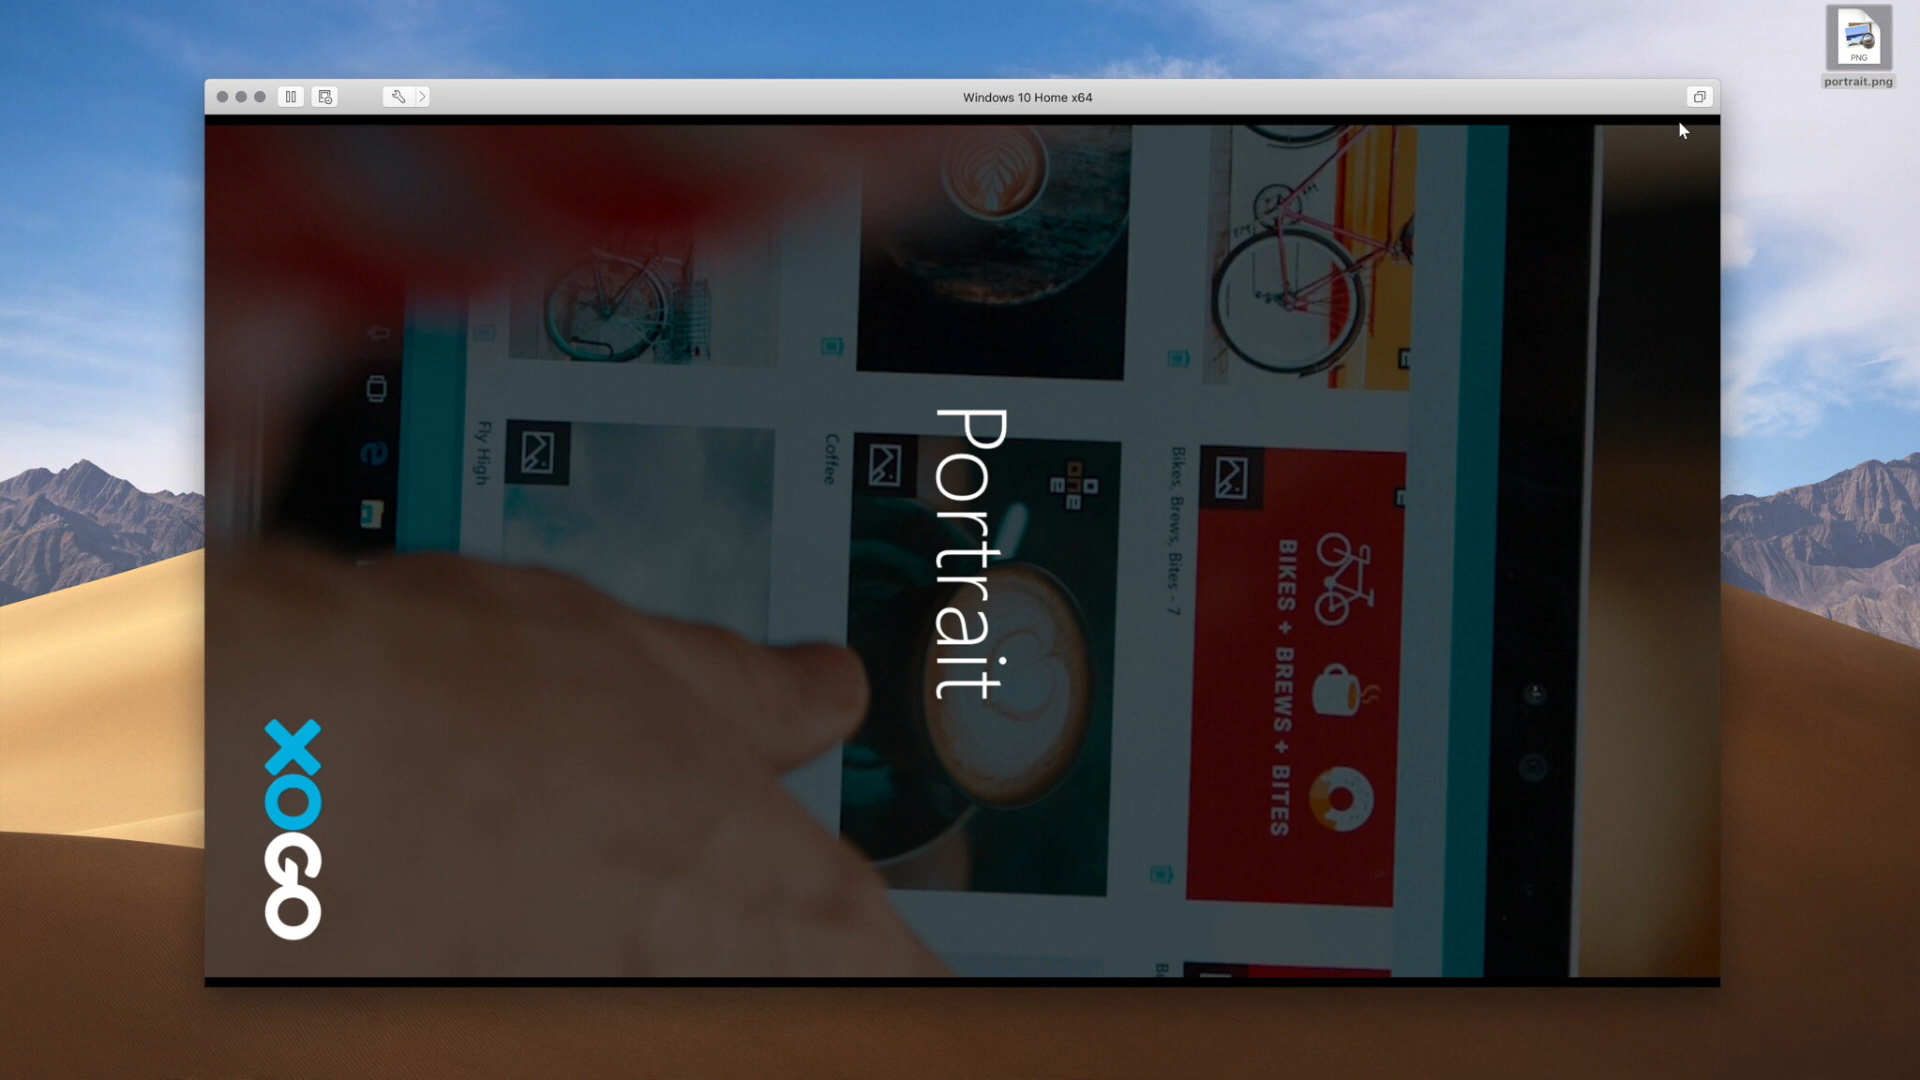 Windows 10 Home x64
PNG
portrait.png
Portrait
Fly High
Coffee
one
Bikes, Brews, Bites - 7
BIKES + BREWS + BITES
XOGO